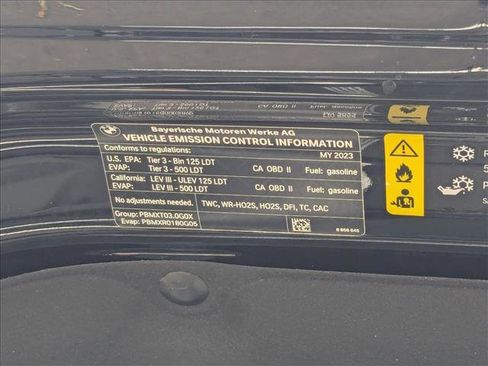 Bayerische Motoren Werke AG
VEHICLE EMISSION CONTROL INFORMATION
Conforms to regulations: MY 2023
U.S. EPA: Tier 3 - Bin 125 LDT CA OBD II Fuel: gasoline
EVAP: Tier 3 - 500 LDT
California: LEV III - ULEV 125 LDT CA OBD II Fuel: gasoline
EVAP: LEV III - 500 LDT
No adjustments needed. TWC, WR-HO2S, HO2S, DFI, TC, CAC
Group: PBMXT03.0G0X
Evap: PBMXR0180G05